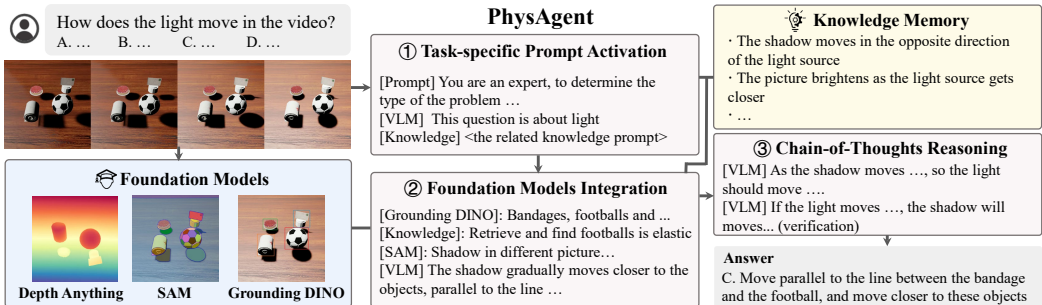 How does the light move in the video?
A. … B. … C. … D. …
Foundation Models
Depth Anything SAM Grounding DINO
PhysAgent
① Task-specific Prompt Activation
[Prompt] You are an expert, to determine the
type of the problem …
[VLM] This question is about light
[Knowledge] <the related knowledge prompt>
② Foundation Models Integration
[Grounding DINO]: Bandages, footballs and ...
[Knowledge]: Retrieve and find footballs is elastic
[SAM]: Shadow in different picture…
[VLM] The shadow gradually moves closer to the
objects, parallel to the line …
Knowledge Memory
· The shadow moves in the opposite direction
of the light source
· The picture brightens as the light source gets
closer
· …
③ Chain-of-Thoughts Reasoning
[VLM] As the shadow moves …, so the light
should move ….
[VLM] If the light moves …, the shadow will
moves... (verification)
Answer
C. Move parallel to the line between the bandage
and the football, and move closer to these objects